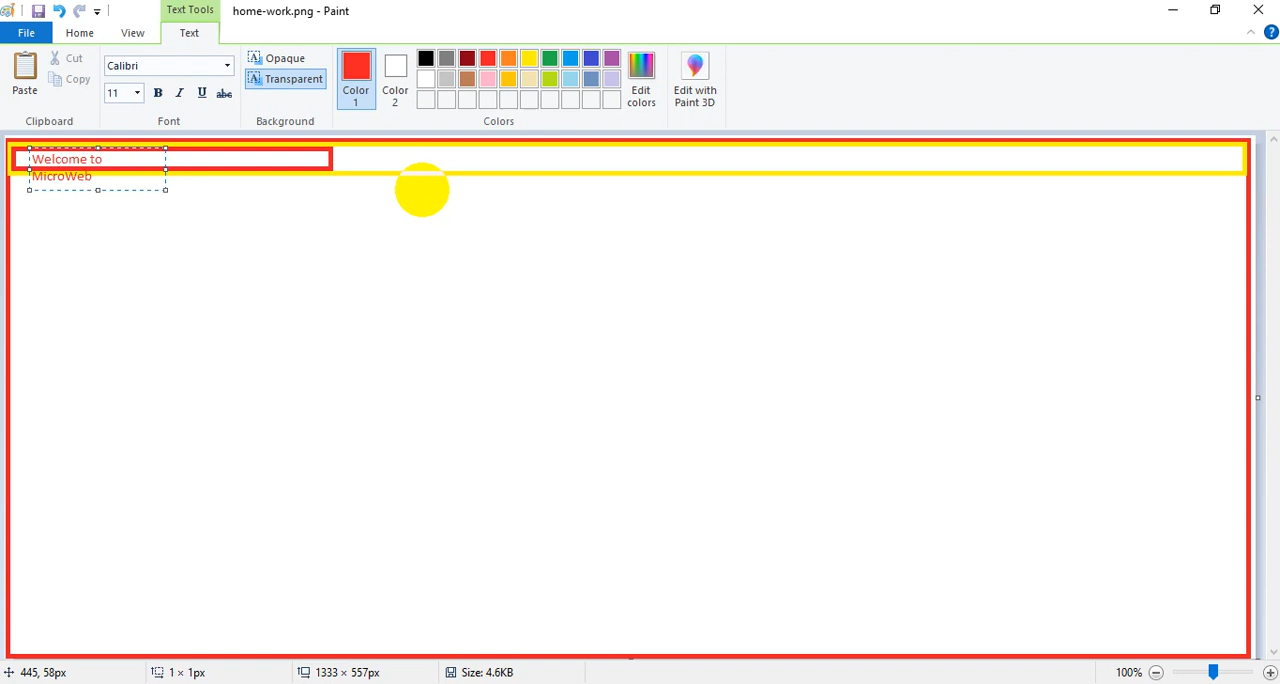 Text Tools
home-work.png - Paint
File
Home
View
Text
Paste
Cut
Copy
Clipboard
Calibri
11
B I U abc
Font
Opaque
Transparent
Background
Color 1
Color 2
Edit colors
Colors
Edit with Paint 3D
Welcome to
MicroWeb
445, 58px
1 × 1px
1333 × 557px
Size: 4.6KB
100%